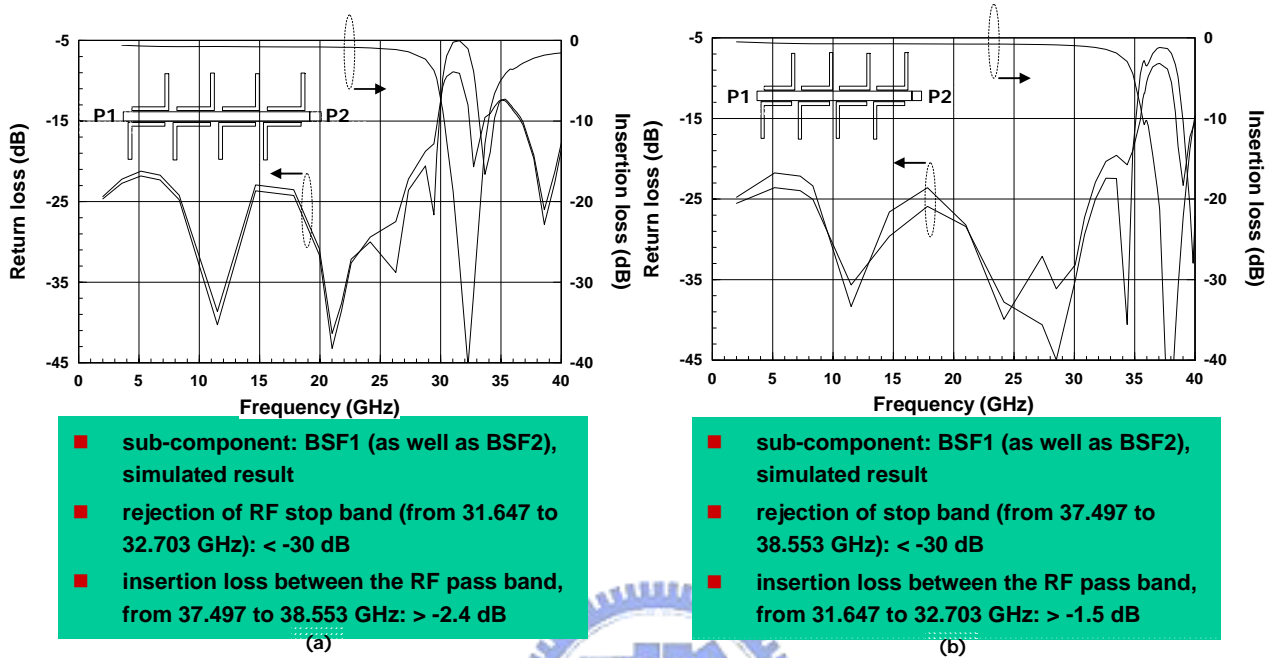 -5
-15
-25
-35
-45
Return loss (dB)
0
-10
-20
-30
-40
Insertion loss (dB)
P1
P2
0 5 10 15 20 25 30 35 40
Frequency (GHz)
sub-component: BSF1 (as well as BSF2),
simulated result
rejection of RF stop band (from 31.647 to
32.703 GHz): < -30 dB
insertion loss between the RF pass band,
from 37.497 to 38.553 GHz: > -2.4 dB
(a)
-5
-15
-25
-35
-45
Return loss (dB)
0
-10
-20
-30
-40
Insertion loss (dB)
P1
P2
0 5 10 15 20 25 30 35 40
Frequency (GHz)
sub-component: BSF1 (as well as BSF2),
simulated result
rejection of stop band (from 37.497 to
38.553 GHz): < -30 dB
insertion loss between the RF pass band,
from 31.647 to 32.703 GHz: > -1.5 dB
(b)